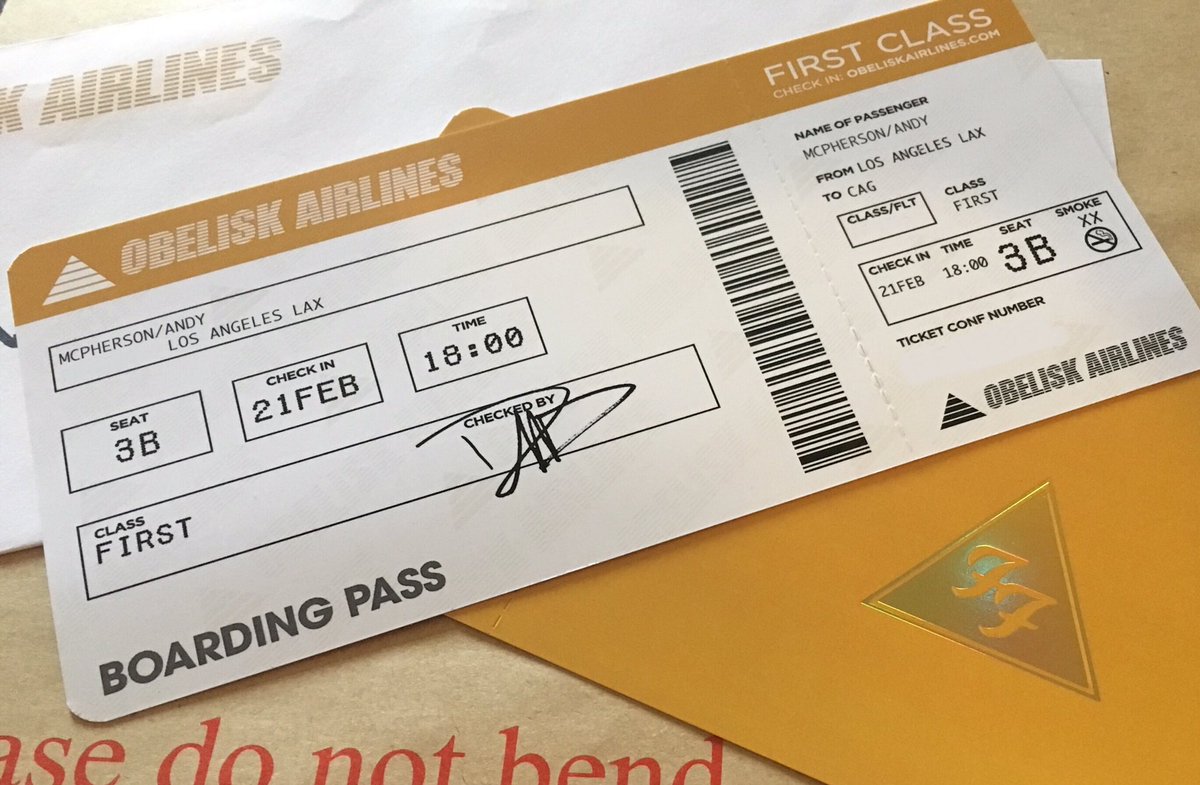 K AIRLINES
FIRST CLASS
CHECK IN: OBELISKAIRLINES.COM
OBELISK AIRLINES
MCPHERSON/ANDY
LOS ANGELES LAX
SEAT
3B
CHECK IN
21FEB
TIME
18:00
CHECKED BY
CLASS
FIRST
BOARDING PASS
NAME OF PASSENGER
MCPHERSON/ANDY
FROM LOS ANGELES LAX
TO CAG
CLASS/FLT
CLASS
FIRST
CHECK IN
21FEB
TIME
18:00
SEAT
3B
SMOKE
XX
TICKET CONF NUMBER
OBELISK AIRLINES
FF
ase do not bend